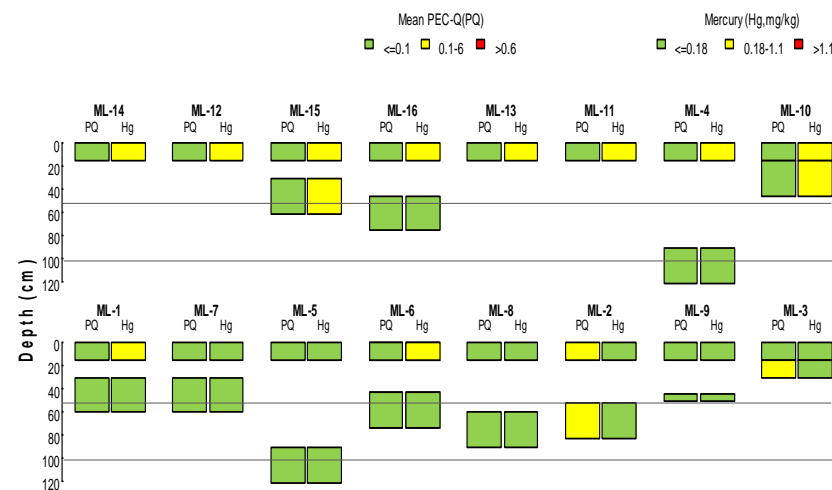 Mean PEC-Q(PQ) Mercury (Hg,mg/kg)
<=0.1 0.1-6 >0.6 <=0.18 0.18-1.1 >1.1
ML-14 ML-12 ML-15 ML-16 ML-13 ML-11 ML-4 ML-10
PQ Hg PQ Hg PQ Hg PQ Hg PQ Hg PQ Hg PQ Hg PQ Hg
0
20
40
60
80
100
120
Depth (cm)
ML-1 ML-7 ML-5 ML-6 ML-8 ML-2 ML-9 ML-3
PQ Hg PQ Hg PQ Hg PQ Hg PQ Hg PQ Hg PQ Hg PQ Hg
0
20
40
60
80
100
120